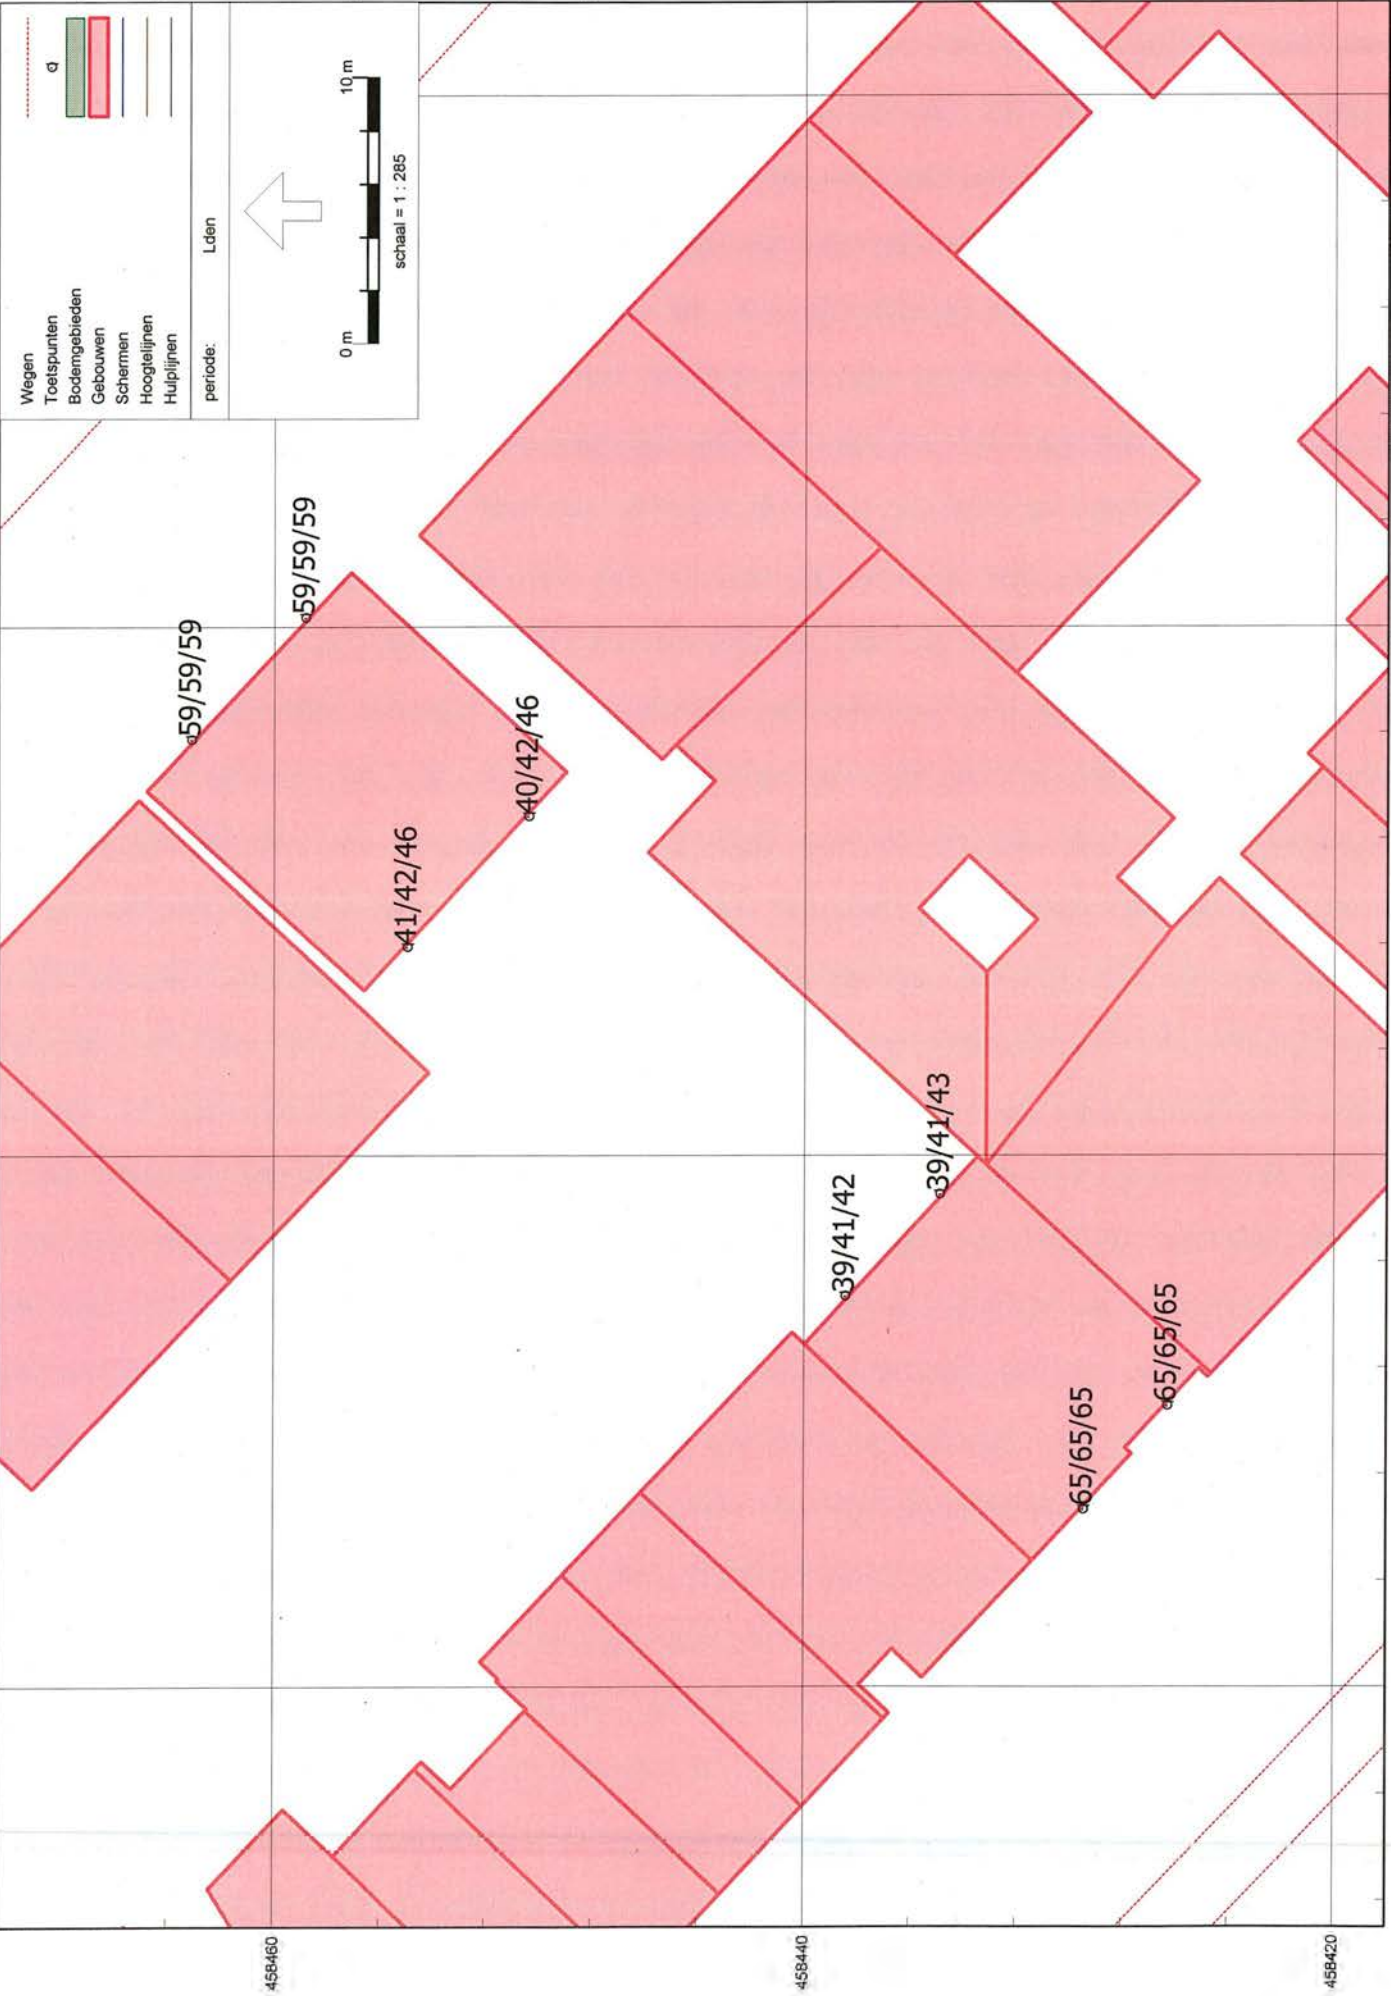 Wegen
Toetspunten
Bodemgebieden
Gebouwen
Schermen
Hoogtelijnen
Hulplijnen
periode: Lden
0 m 10 m
schaal = 1 : 285
59/59/59
59/59/59
41/42/46
40/42/46
39/41/42
39/41/43
65/65/65
65/65/65
458460
458440
458420